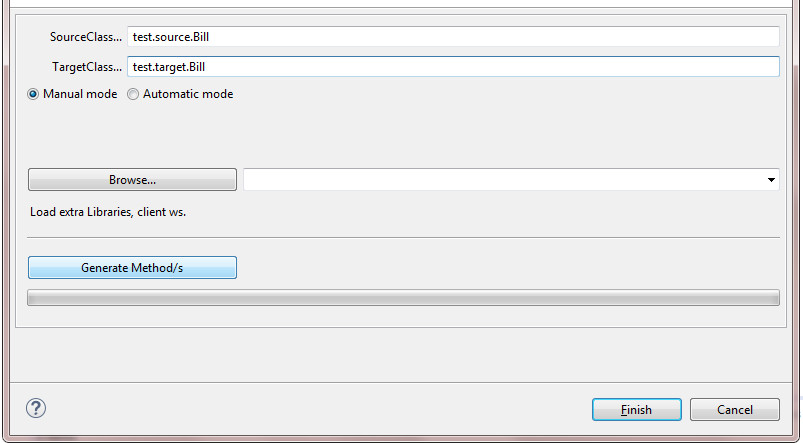 SourceClass... test.source.Bill
TargetClass... test.target.Bill
Manual mode Automatic mode
Browse...
Load extra Libraries, client ws.
Generate Method/s
? Finish Cancel